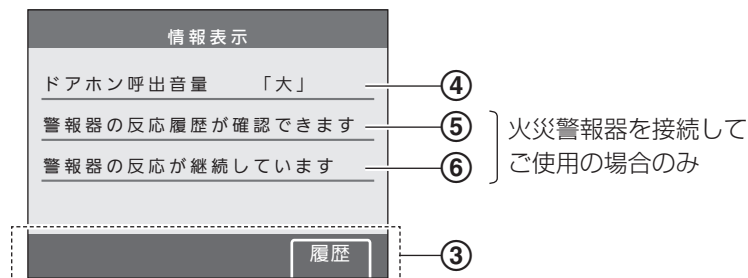 情報表示
ドアホン呼出音量 「大」
④
警報器の反応履歴が確認できます
⑤
警報器の反応が継続しています
⑥
火災警報器を接続して
ご使用の場合のみ
履歴
③